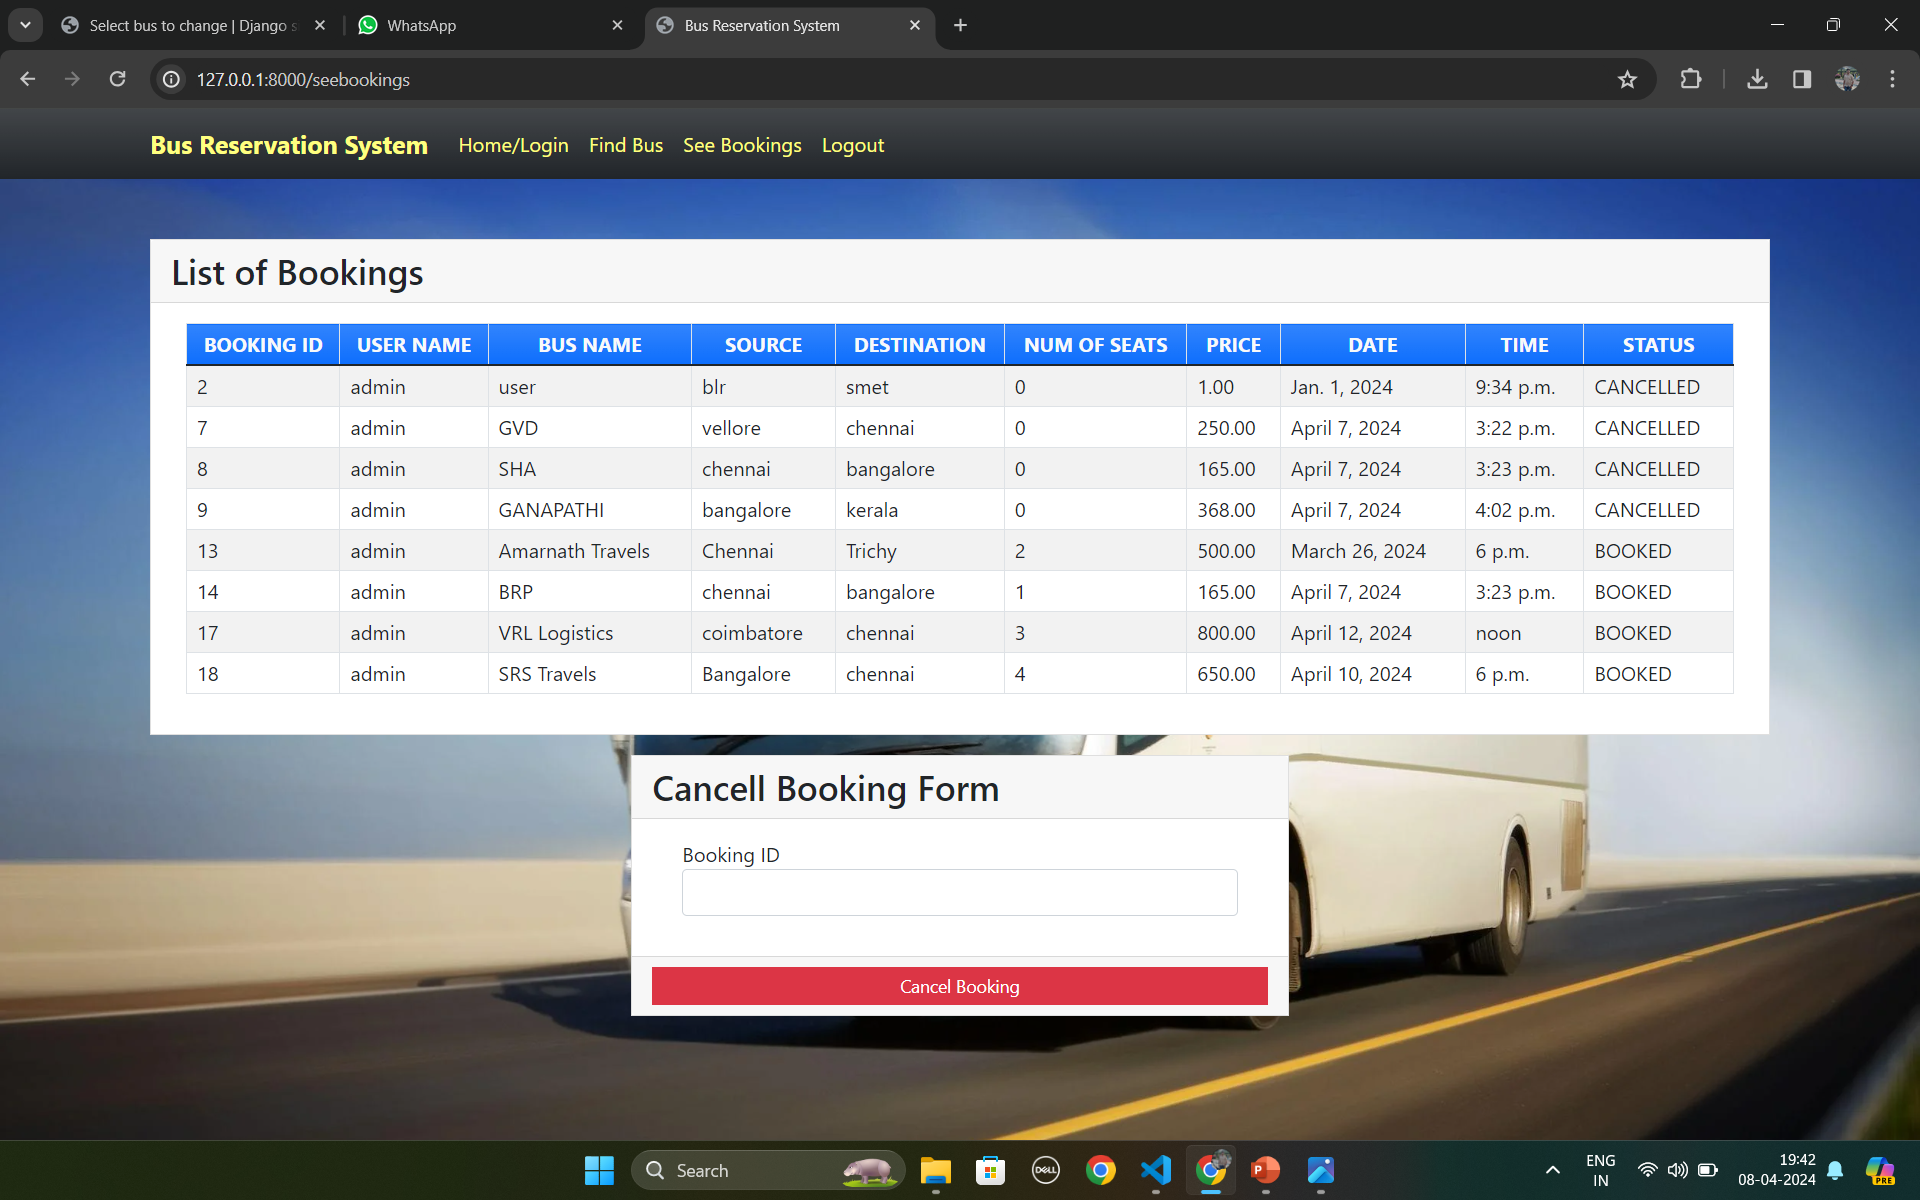 Select bus to change | Django s
WhatsApp
Bus Reservation System
127.0.0.1:8000/seebookings
Bus Reservation System Home/Login Find Bus See Bookings Logout
List of Bookings
BOOKING ID USER NAME BUS NAME SOURCE DESTINATION NUM OF SEATS PRICE DATE TIME STATUS
2 admin user blr smet 0 1.00 Jan. 1, 2024 9:34 p.m. CANCELLED
7 admin GVD vellore chennai 0 250.00 April 7, 2024 3:22 p.m. CANCELLED
8 admin SHA chennai bangalore 0 165.00 April 7, 2024 3:23 p.m. CANCELLED
9 admin GANAPATHI bangalore kerala 0 368.00 April 7, 2024 4:02 p.m. CANCELLED
13 admin Amarnath Travels Chennai Trichy 2 500.00 March 26, 2024 6 p.m. BOOKED
14 admin BRP chennai bangalore 1 165.00 April 7, 2024 3:23 p.m. BOOKED
17 admin VRL Logistics coimbatore chennai 3 800.00 April 12, 2024 noon BOOKED
18 admin SRS Travels Bangalore chennai 4 650.00 April 10, 2024 6 p.m. BOOKED
Cancell Booking Form
Booking ID
Cancel Booking
Search
DELL
P
ENG
IN
19:42
08-04-2024
PRE